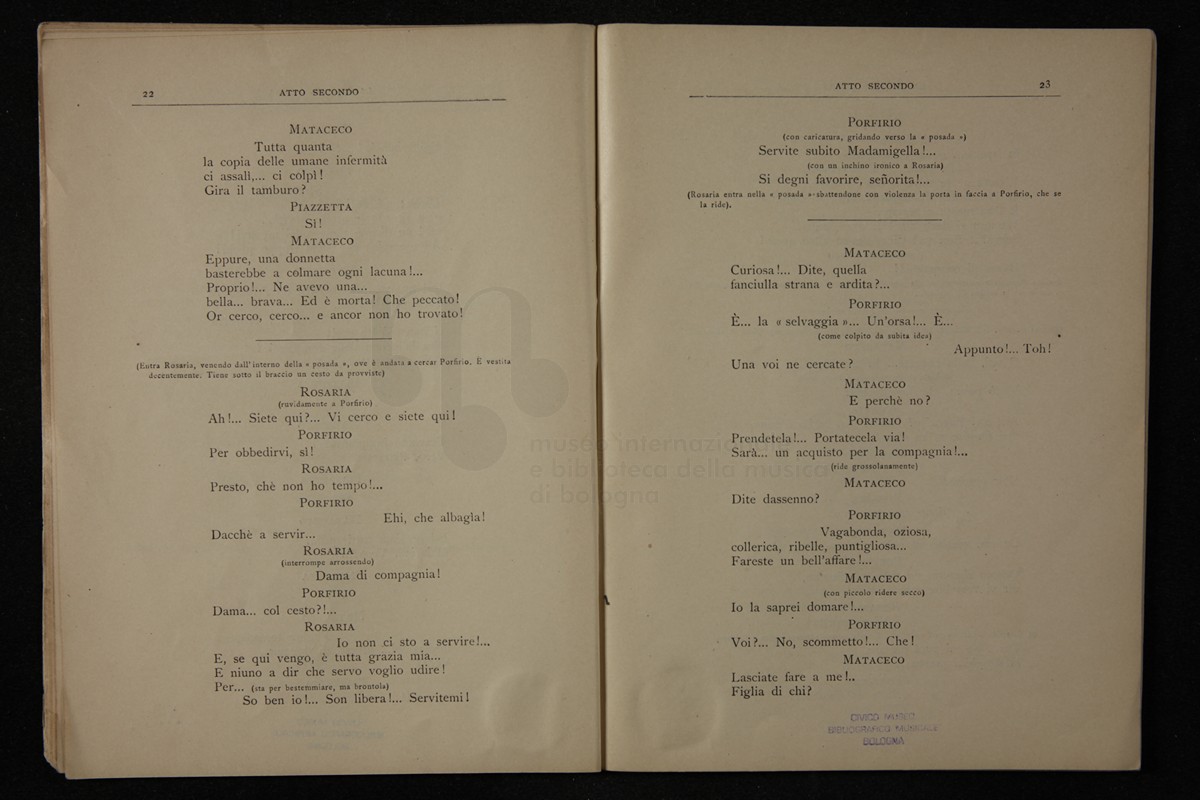 22
ATTO SECONDO
MATACECO
Tutta quanta
la copia delle umane infermità
ci assalì,... ci colpì!
Gira il tamburo?
PIAZZETTA
Sì!
MATACECO
Eppure, una donnetta
basterebbe a colmare ogni lacuna!...
Proprio!... Ne avevo una...
bella... brava... Ed è morta! Che peccato!
Or cerco, cerco... e ancor non ho trovato!
(Entra Rosaria, venendo dall'interno della « posada », ove è andata a cercar Porfirio. È vestita
decentemente. Tiene sotto il braccio un cesto da provviste)
ROSARIA
(ruvidamente a Porfirio)
Ah!... Siete qui?... Vi cerco e siete qui!
PORFIRIO
Per obbedirvi, sì!
ROSARIA
Presto, chè non ho tempo!...
PORFIRIO
Ehi, che albagìa!
Dacchè a servir...
ROSARIA
(interrompe arrossendo)
Dama di compagnia!
PORFIRIO
Dama... col cesto?!...
ROSARIA
Io non ci sto a servire!...
E, se qui vengo, è tutta grazia mia...
E niuno a dir che servo voglio udire!
Per... (sta per bestemmiare, ma brontola)
So ben io!... Son libera!... Servitemi!
ATTO SECONDO
23
PORFIRIO
(con caricatura, gridando verso la « posada »)
Servite subito Madamigella!...
(con un inchino ironico a Rosaria)
Si degni favorire, señorita!...
(Rosaria entra nella « posada » sbattendone con violenza la porta in faccia a Porfirio, che se
la ride).
MATACECO
Curiosa!... Dite, quella
fanciulla strana e ardita?...
PORFIRIO
È... la « selvaggia »... Un'orsa!... È...
(come colpito da subita idea)
Appunto!... Toh!
Una voi ne cercate?
MATACECO
E perchè no?
PORFIRIO
Prendetela!... Portatecela via!
Sarà... un acquisto per la compagnia!...
(ride grossolanamente)
MATACECO
Dite dassenno?
PORFIRIO
Vagabonda, oziosa,
collerica, ribelle, puntigliosa...
Fareste un bell'affare!...
MATACECO
(con piccolo ridere secco)
Io la saprei domare!...
PORFIRIO
Voi?... No, scommetto!... Che!
MATACECO
Lasciate fare a me!..
Figlia di chi?
CIVICO MUSEO
BIBLIOGRAFICO MUSICALE
BOLOGNA
museo internazionale
e biblioteca della musica
di bologna